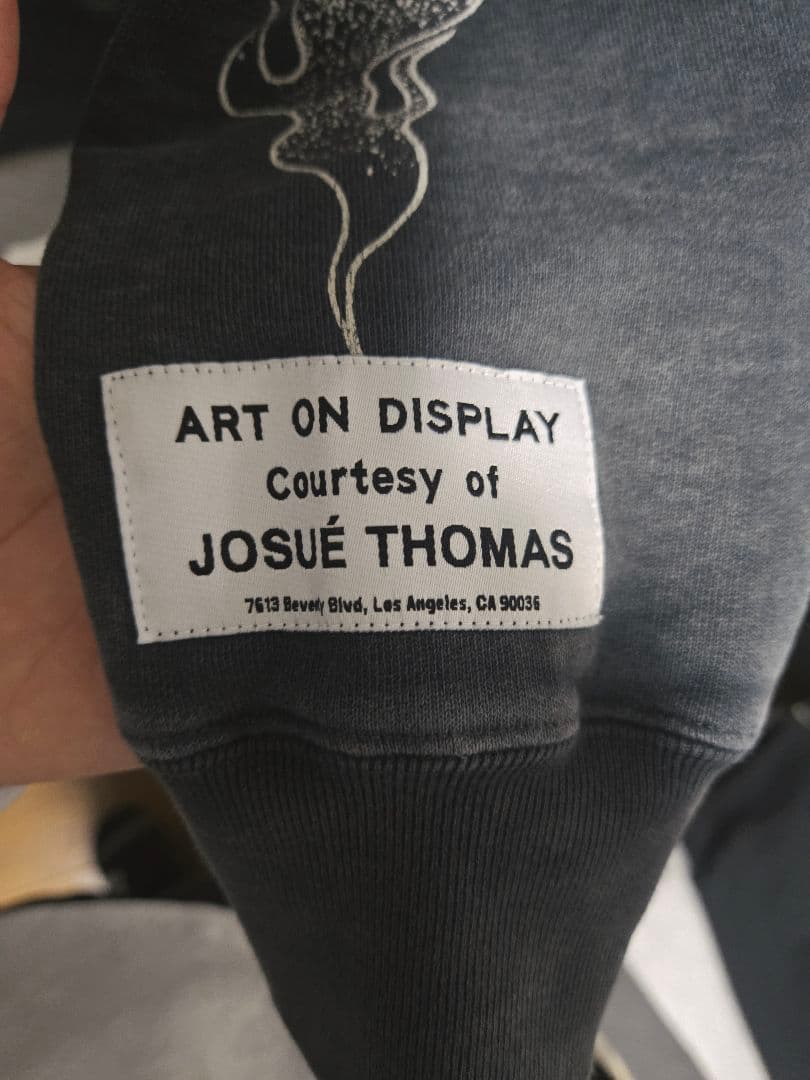 ART ON DISPLAY
Courtesy of
JOSUÉ THOMAS
7613 Beverly Blvd, Los Angeles, CA 90036